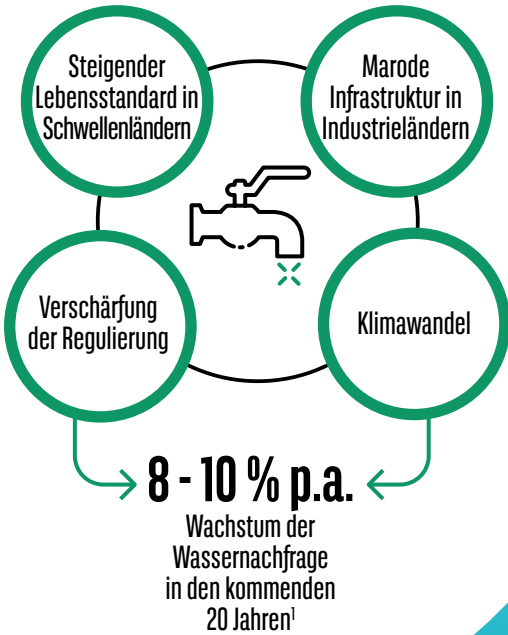 Steigender
Lebensstandard in
Schwellenländern
Marode
Infrastruktur in
Industrieländern
Verschärfung
der Regulierung
Klimawandel
8 - 10 % p.a.
Wachstum der
Wassernachfrage
in den kommenden
20 Jahren¹